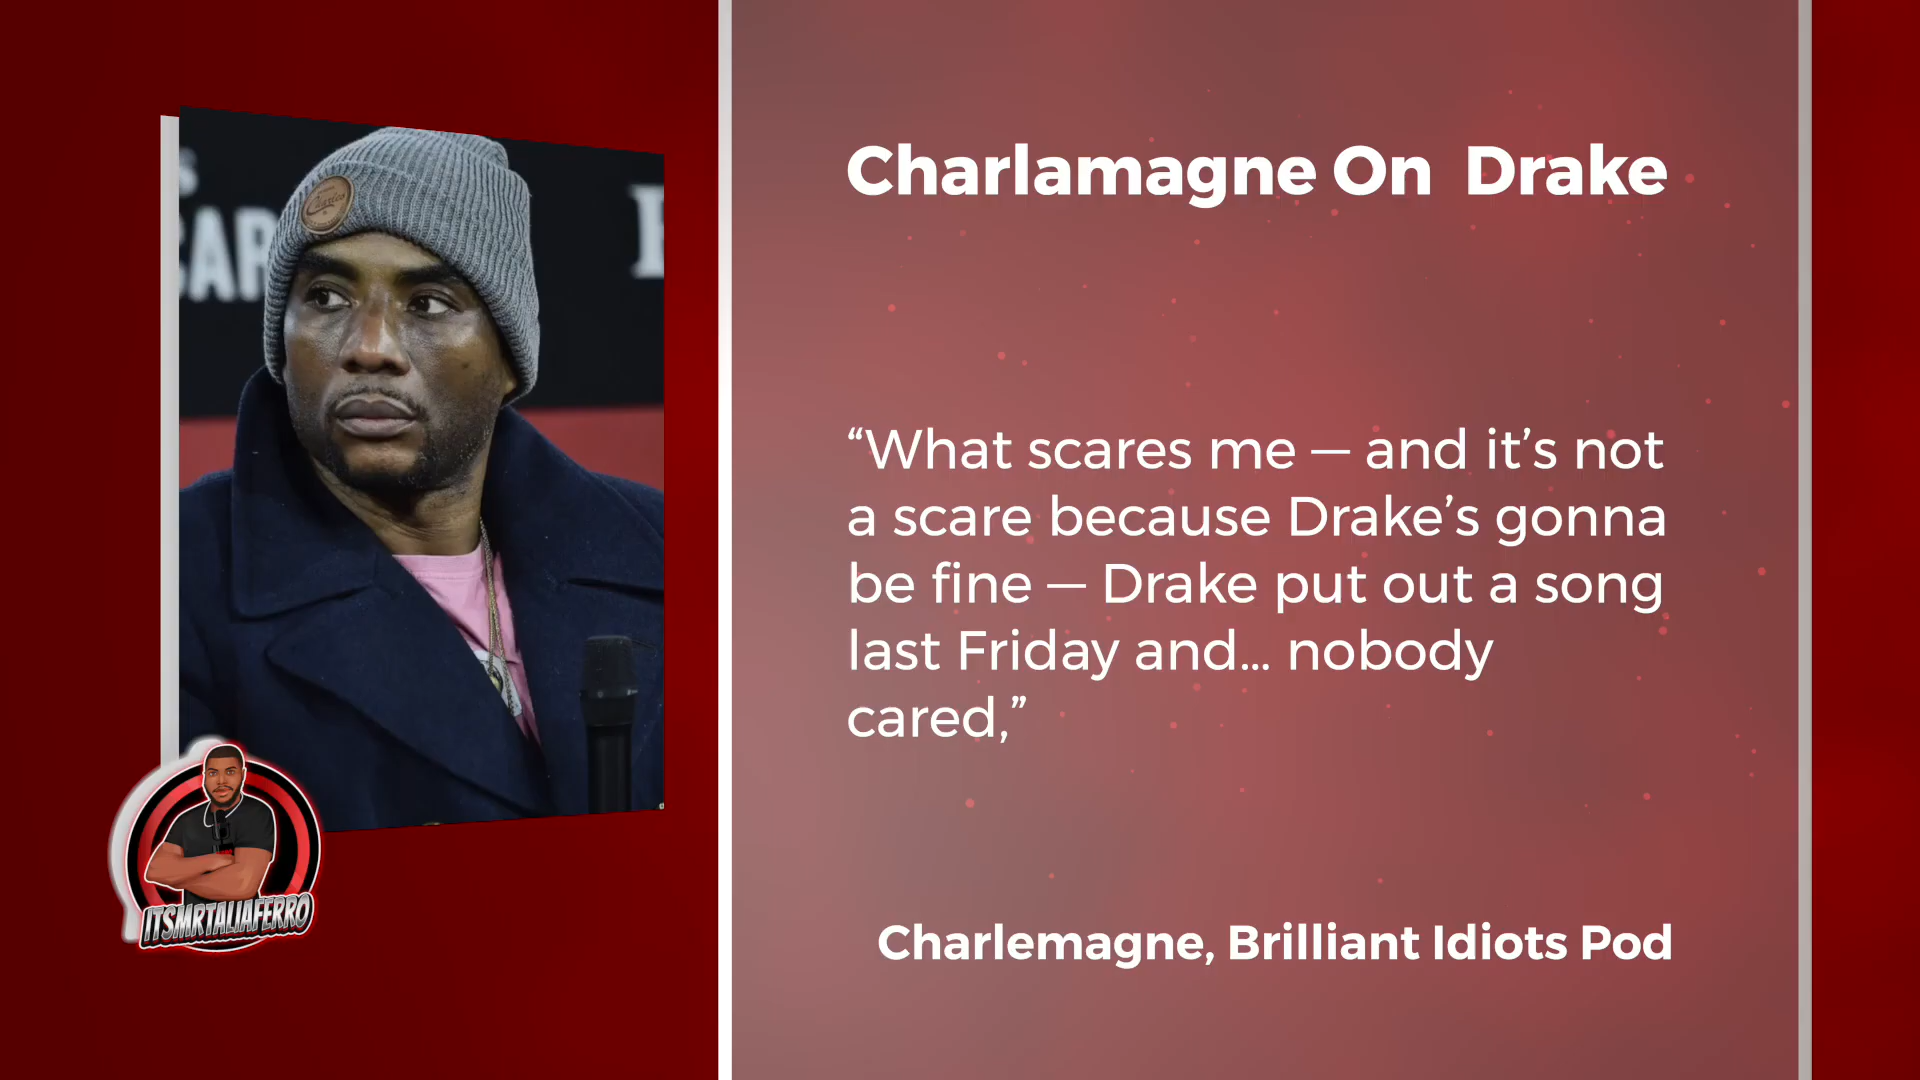 Charlamagne On Drake
“What scares me — and it’s not
a scare because Drake’s gonna
be fine — Drake put out a song
last Friday and... nobody
cared,”
Charlemagne, Brilliant Idiots Pod
ITSMRTALIAFERRO
Charles